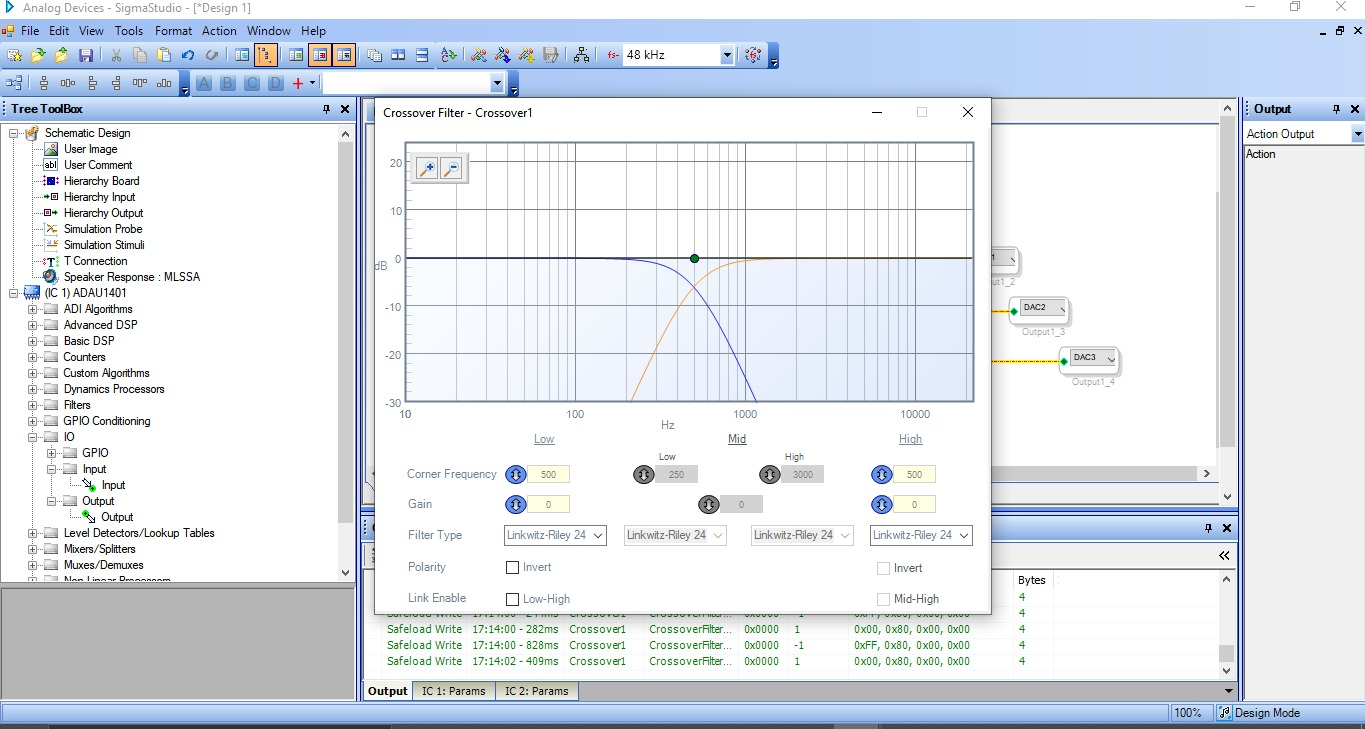 Analog Devices - SigmaStudio - [*Design 1]
File Edit View Tools Format Action Window Help
fs- 48 kHz
A B C D
Tree ToolBox
Schematic Design
User Image
abl User Comment
Hierarchy Board
Hierarchy Input
Hierarchy Output
Simulation Probe
Simulation Stimuli
T T Connection
Speaker Response : MLSSA
(IC 1) ADAU1401
ADI Algorithms
Advanced DSP
Basic DSP
Counters
Custom Algorithms
Dynamics Processors
Filters
GPIO Conditioning
IO
GPIO
Input
Input
Output
Output
Level Detectors/Lookup Tables
Mixers/Splitters
Muxes/Demuxes
Non Linear Processors
Crossover Filter - Crossover1
20
10
0
dB
-10
-20
-30
10 100 1000 10000
Hz
Low Mid High
Low High
Corner Frequency 500 250 3000 500
Gain 0 0 0
Filter Type Linkwitz-Riley 24 Linkwitz-Riley 24 Linkwitz-Riley 24 Linkwitz-Riley 24
Polarity Invert Invert
Link Enable Low-High Mid-High
1
ut1_2
DAC2
Output1_3
DAC3
Output1_4
Output
Action Output
Action
Bytes
4
4
Safeload Write 17:14:00 - 282ms Crossover1 CrossoverFilter... 0x0000 1 0x00, 0x80, 0x00, 0x00 4
Safeload Write 17:14:00 - 828ms Crossover1 CrossoverFilter... 0x0000 -1 0xFF, 0x80, 0x00, 0x00 4
Safeload Write 17:14:02 - 409ms Crossover1 CrossoverFilter... 0x0000 1 0x00, 0x80, 0x00, 0x00 4
Output IC 1: Params IC 2: Params
100% Design Mode